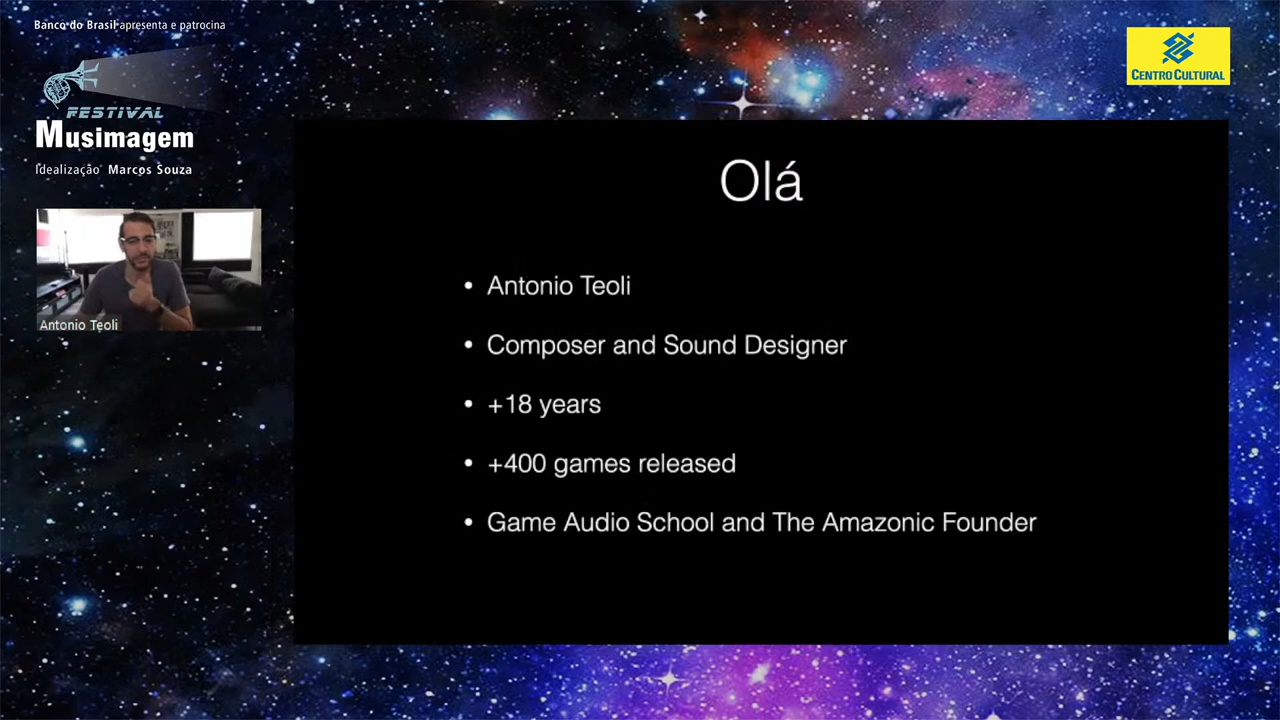 Banco do Brasil apresenta e patrocina
FESTIVAL
Musimagem
Idealização Marcos Souza
CENTRO CULTURAL
Antonio Teoli
Olá
• Antonio Teoli
• Composer and Sound Designer
• +18 years
• +400 games released
• Game Audio School and The Amazonic Founder